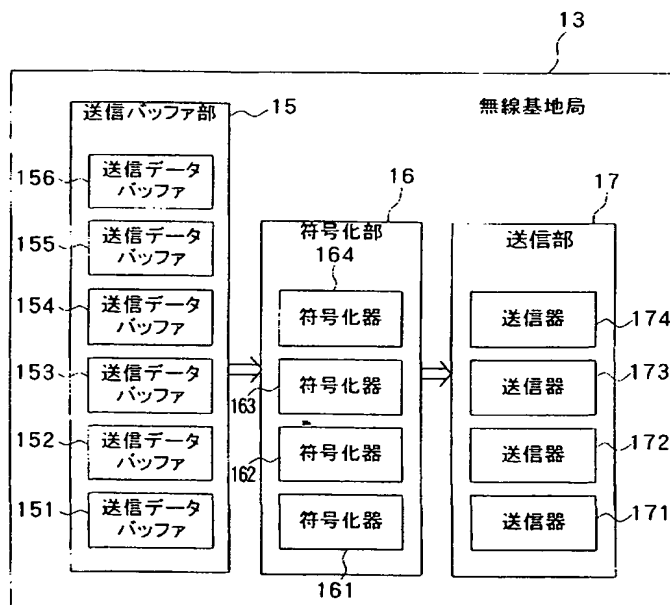 13
無線基地局
送信バッファ部
15
156
送信データ
バッファ
155
送信データ
バッファ
154
送信データ
バッファ
153
送信データ
バッファ
152
送信データ
バッファ
151
送信データ
バッファ
16
符号化部
164
符号化器
163
符号化器
162
符号化器
符号化器
161
17
送信部
送信器
174
送信器
173
送信器
172
送信器
171